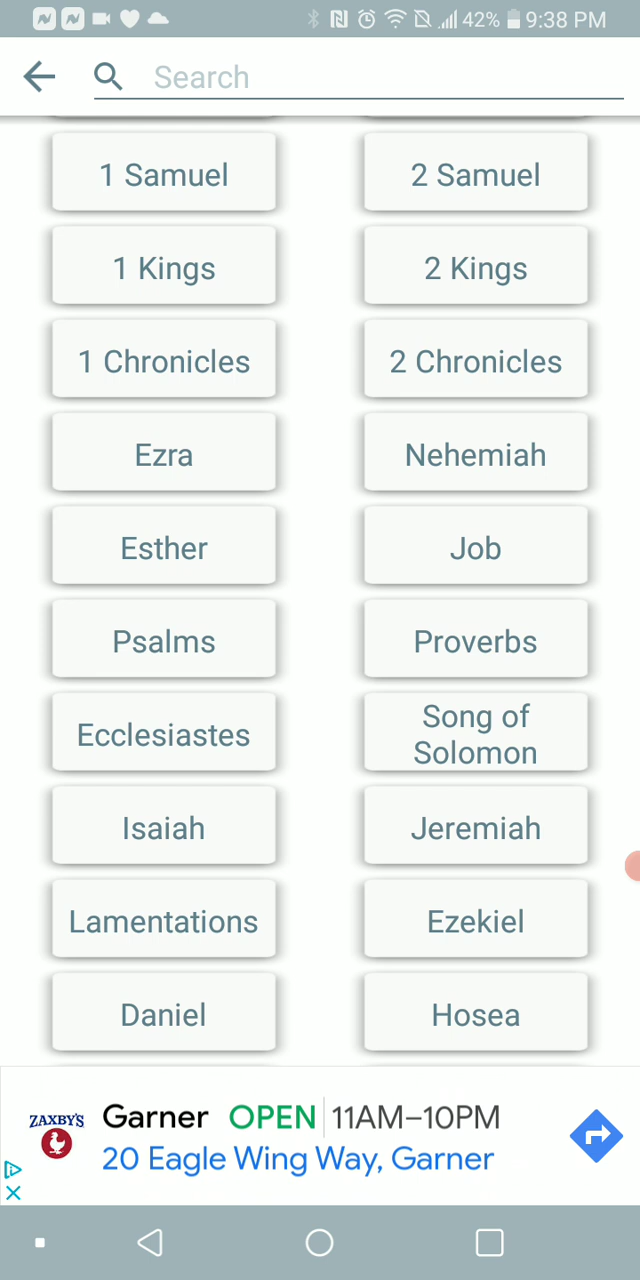 42% 9:38 PM
Search
1 Samuel 2 Samuel
1 Kings 2 Kings
1 Chronicles 2 Chronicles
Ezra Nehemiah
Esther Job
Psalms Proverbs
Ecclesiastes Song of
Solomon
Isaiah Jeremiah
Lamentations Ezekiel
Daniel Hosea
ZAXBY'S Garner OPEN 11AM–10PM
20 Eagle Wing Way, Garner